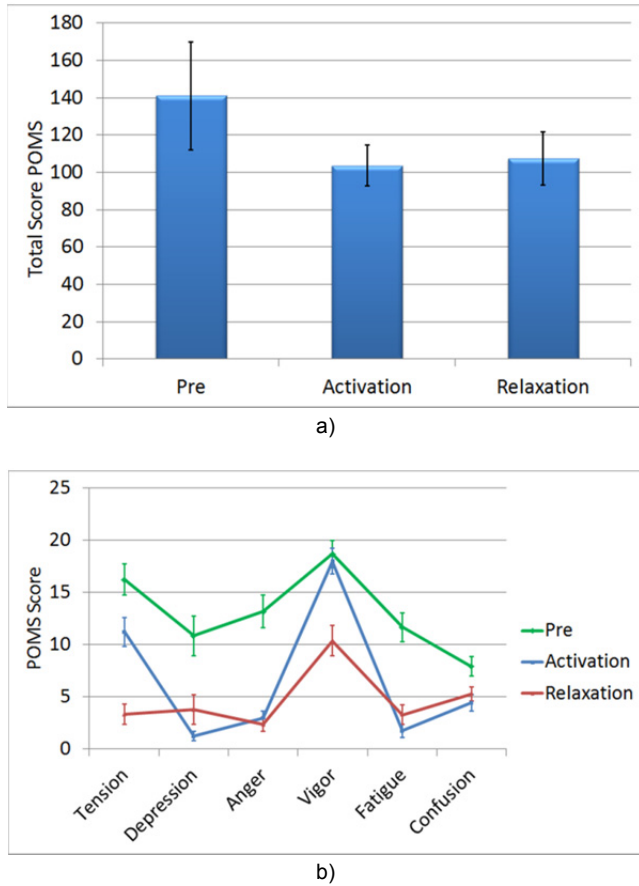 180
160
140
120
100
80
60
40
20
0
Total Score POMS
Pre Activation Relaxation
a)
25
20
15
10
5
0
POMS Score
Tension
Depression
Anger
Vigor
Fatigue
Confusion
Pre
Activation
Relaxation
b)